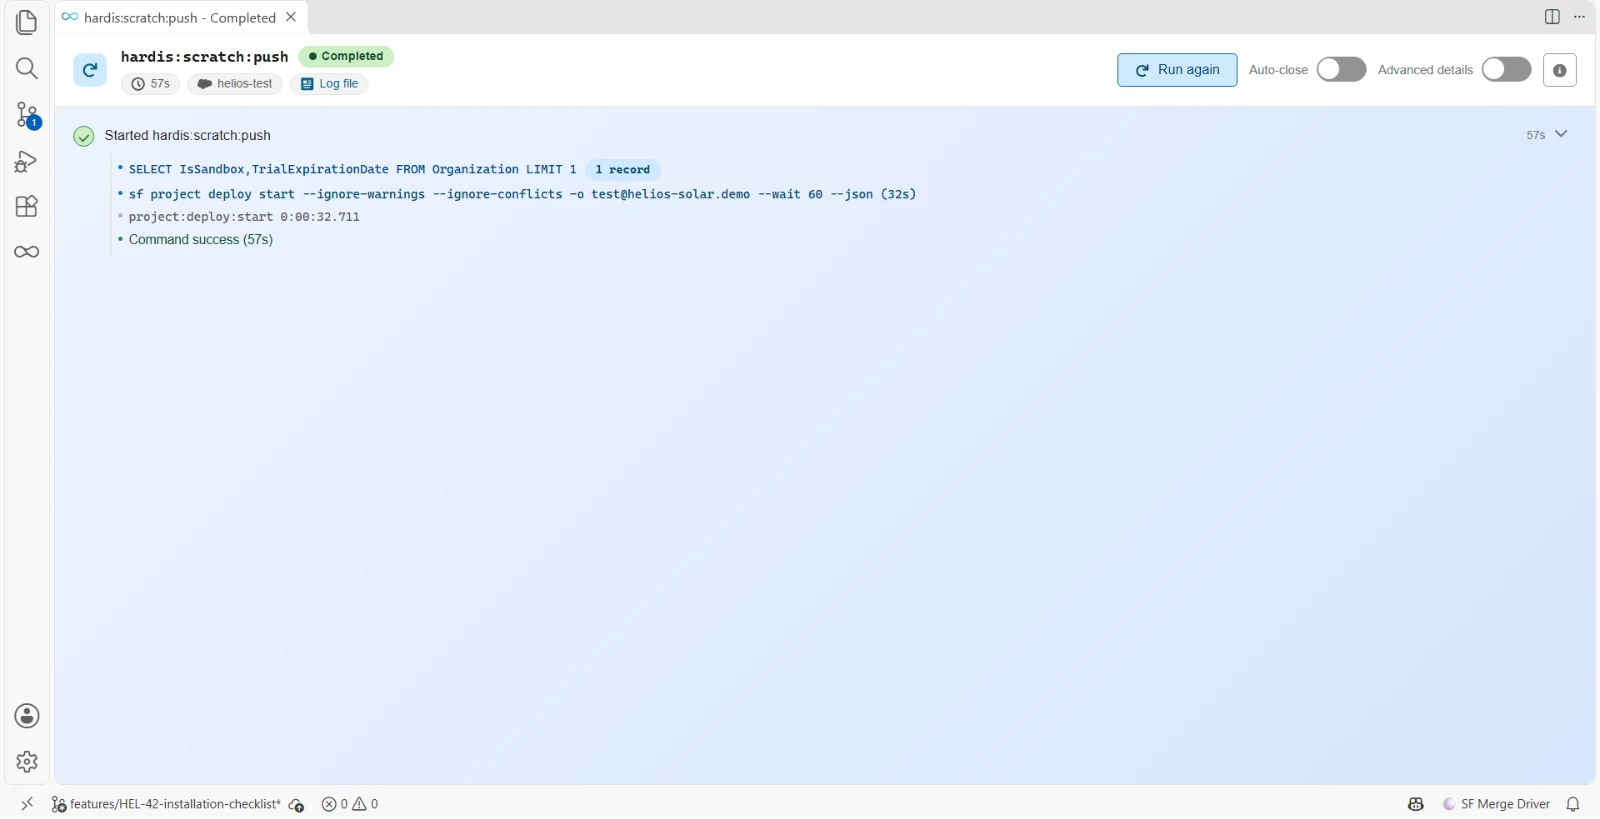 hardis:scratch:push - Completed
hardis:scratch:push
Completed
57s
helios-test
Log file
Run again
Auto-close
Advanced details
1
Started hardis:scratch:push
57s
SELECT IsSandbox,TrialExpirationDate FROM Organization LIMIT 1 1 record
sf project deploy start --ignore-warnings --ignore-conflicts -o test@helios-solar.demo --wait 60 --json (32s)
project:deploy:start 0:00:32.711
Command success (57s)
features/HEL-42-installation-checklist*
0
0
SF Merge Driver